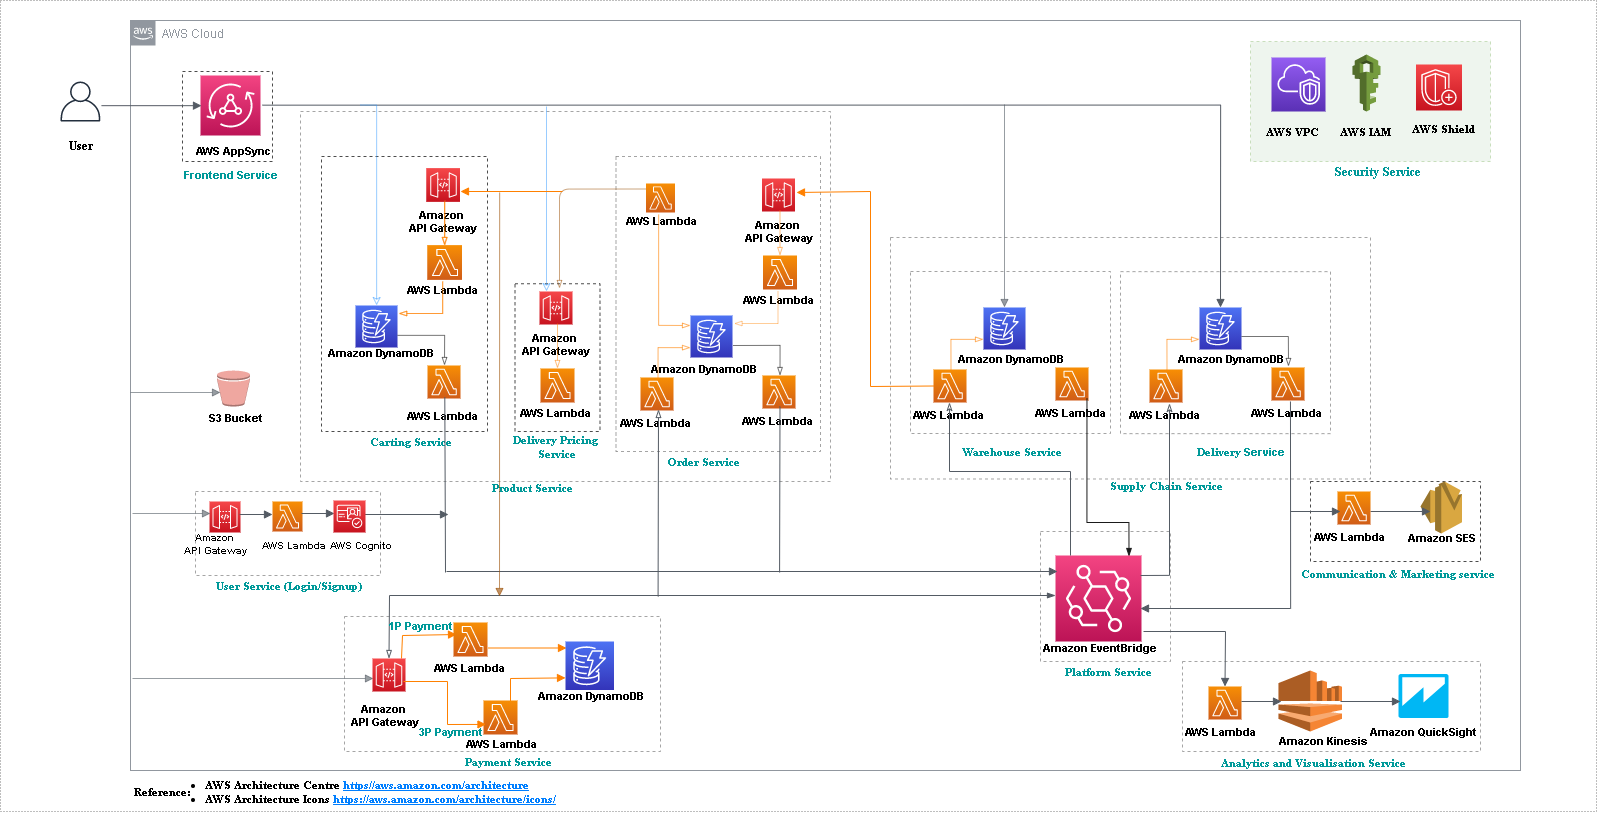 aws
AWS Cloud
User
AWS AppSync
Frontend Service
AWS VPC
AWS IAM
AWS Shield
Security Service
Amazon
API Gateway
AWS Lambda
Amazon DynamoDB
AWS Lambda
Carting Service
Amazon
API Gateway
AWS Lambda
Delivery Pricing
Service
AWS Lambda
Amazon
API Gateway
AWS Lambda
Amazon DynamoDB
AWS Lambda
AWS Lambda
Order Service
Product Service
Amazon DynamoDB
AWS Lambda
AWS Lambda
Warehouse Service
Amazon DynamoDB
AWS Lambda
AWS Lambda
Delivery Service
Supply Chain Service
S3 Bucket
Amazon
API Gateway
AWS Lambda
AWS Cognito
User Service (Login/Signup)
AWS Lambda
Amazon SES
Communication & Marketing service
Amazon EventBridge
Platform Service
1P Payment
AWS Lambda
Amazon
API Gateway
3P Payment
AWS Lambda
Amazon DynamoDB
Payment Service
AWS Lambda
Amazon Kinesis
Amazon QuickSight
Analytics and Visualisation Service
Reference:
• AWS Architecture Centre https//aws.amazon.com/architecture
• AWS Architecture Icons https://aws.amazon.com/architecture/icons/